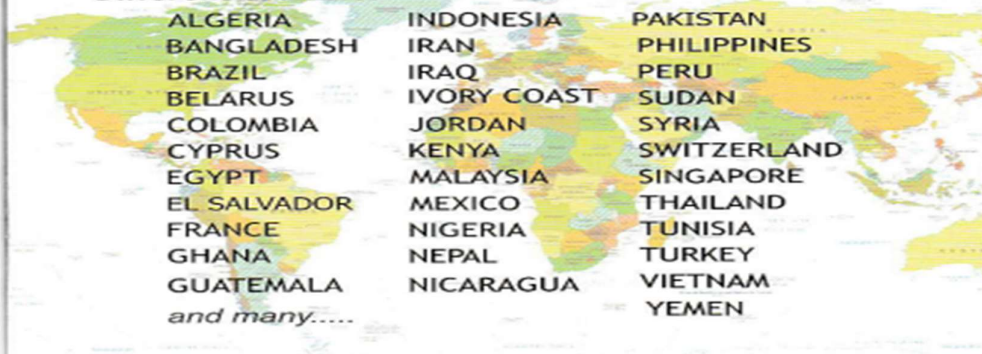 ALGERIA
BANGLADESH
BRAZIL
BELARUS
COLOMBIA
CYPRUS
EGYPT
EL SALVADOR
FRANCE
GHANA
GUATEMALA
and many.....
INDONESIA
IRAN
IRAQ
IVORY COAST
JORDAN
KENYA
MALAYSIA
MEXICO
NIGERIA
NEPAL
NICARAGUA
PAKISTAN
PHILIPPINES
PERU
SUDAN
SYRIA
SWITZERLAND
SINGAPORE
THAILAND
TUNISIA
TURKEY
VIETNAM
YEMEN